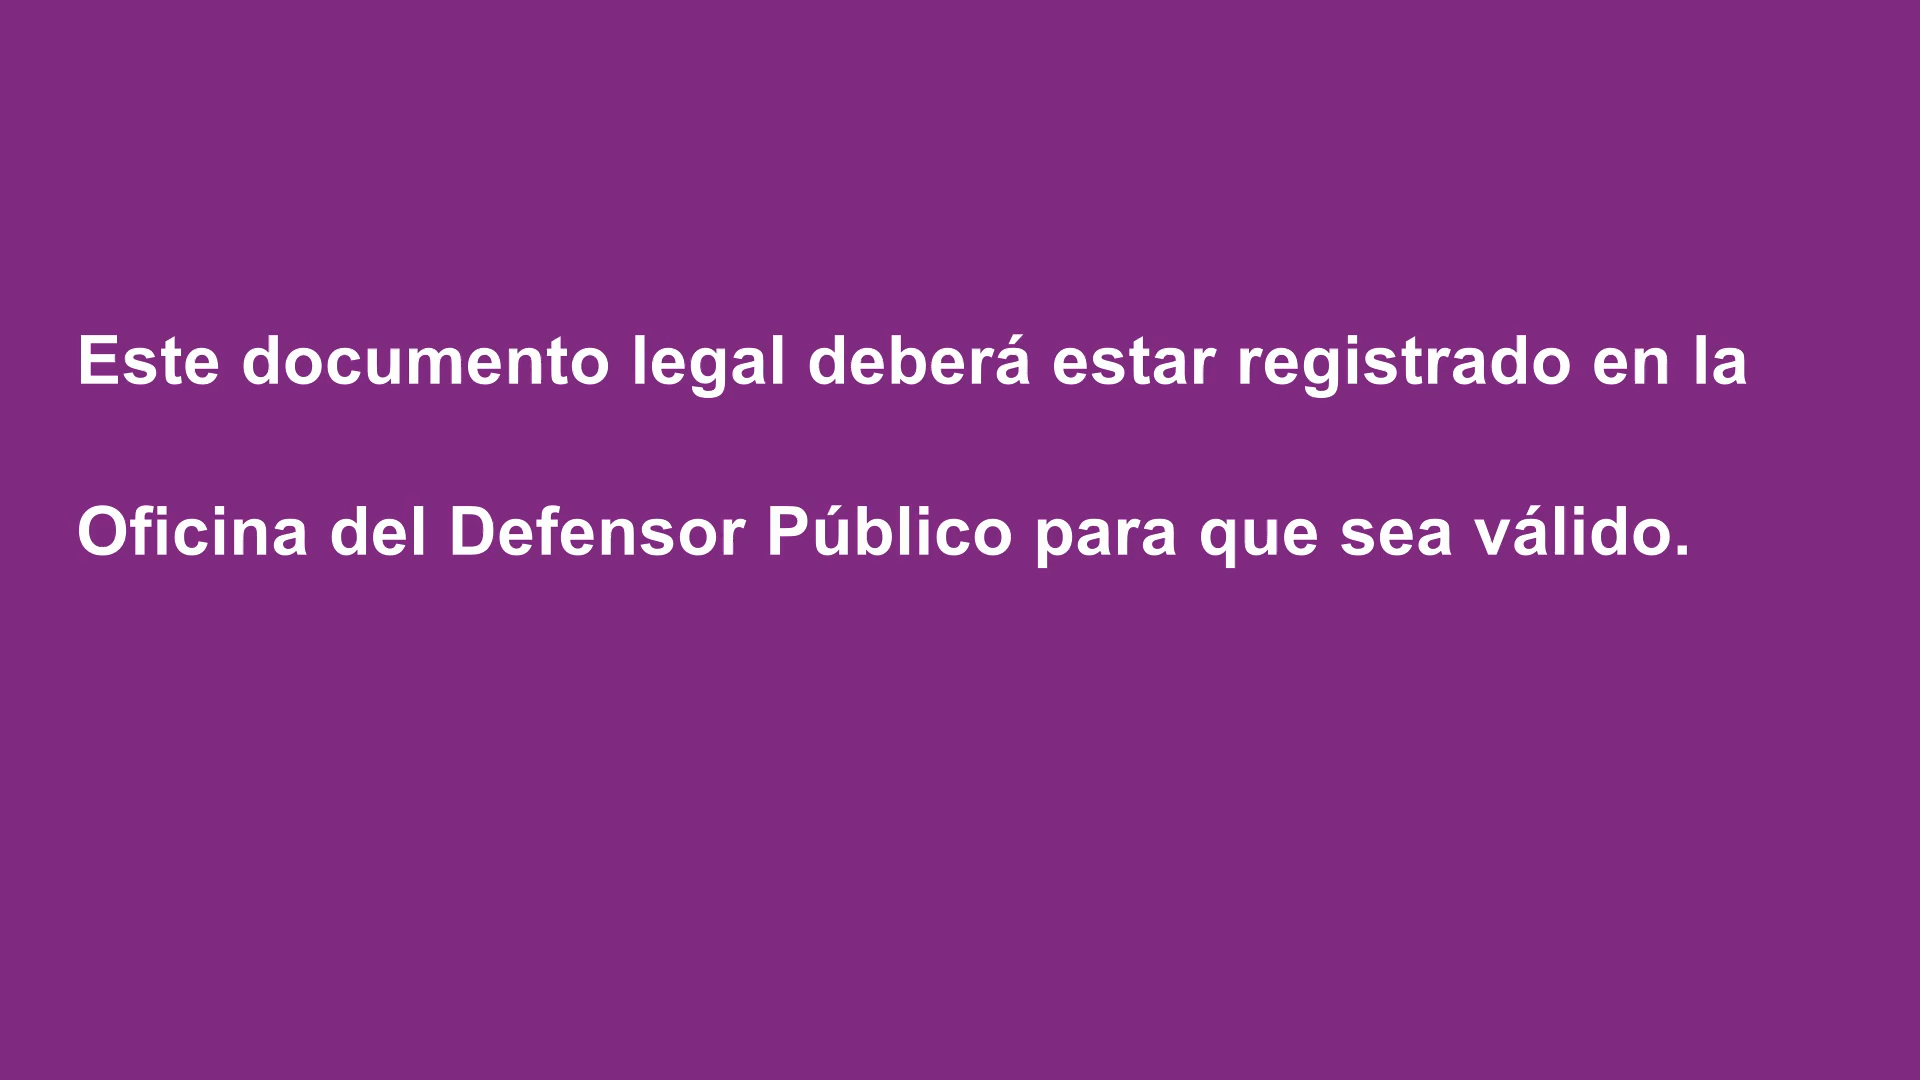 Este documento legal deberá estar registrado en la
Oficina del Defensor Público para que sea válido.